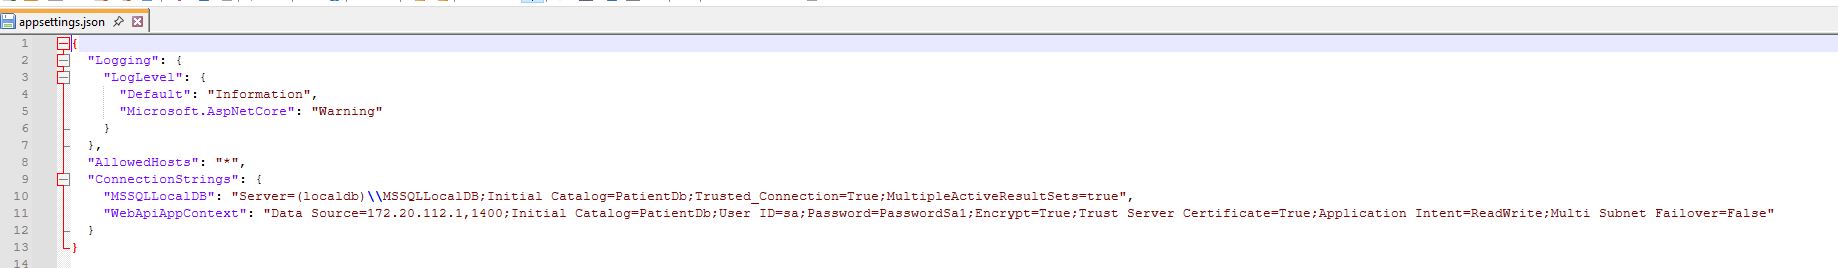 appsettings.json
1 {
2 "Logging": {
3 "LogLevel": {
4 "Default": "Information",
5 "Microsoft.AspNetCore": "Warning"
6 }
7 },
8 "AllowedHosts": "*",
9 "ConnectionStrings": {
10 "MSSQLLocalDB": "Server=(localdb)\\MSSQLLocalDB;Initial Catalog=PatientDb;Trusted_Connection=True;MultipleActiveResultSets=true",
11 "WebApiAppContext": "Data Source=172.20.112.1,1400;Initial Catalog=PatientDb;User ID=sa;Password=PasswordSa1;Encrypt=True;Trust Server Certificate=True;Application Intent=ReadWrite;Multi Subnet Failover=False"
12 }
13 }
14